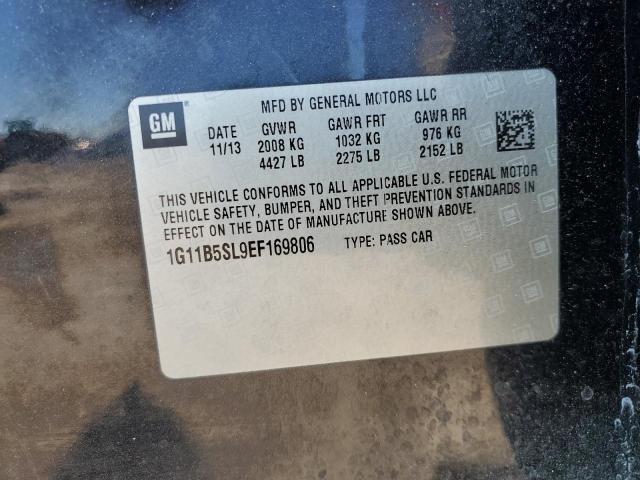 MFD BY GENERAL MOTORS LLC
GM
DATE GVWR GAWR FRT GAWR RR
11/13 2008 KG 1032 KG 976 KG
4427 LB 2275 LB 2152 LB
THIS VEHICLE CONFORMS TO ALL APPLICABLE U.S. FEDERAL MOTOR
VEHICLE SAFETY, BUMPER, AND THEFT PREVENTION STANDARDS IN
EFFECT ON THE DATE OF MANUFACTURE SHOWN ABOVE.
1G11B5SL9EF169806 TYPE: PASS CAR